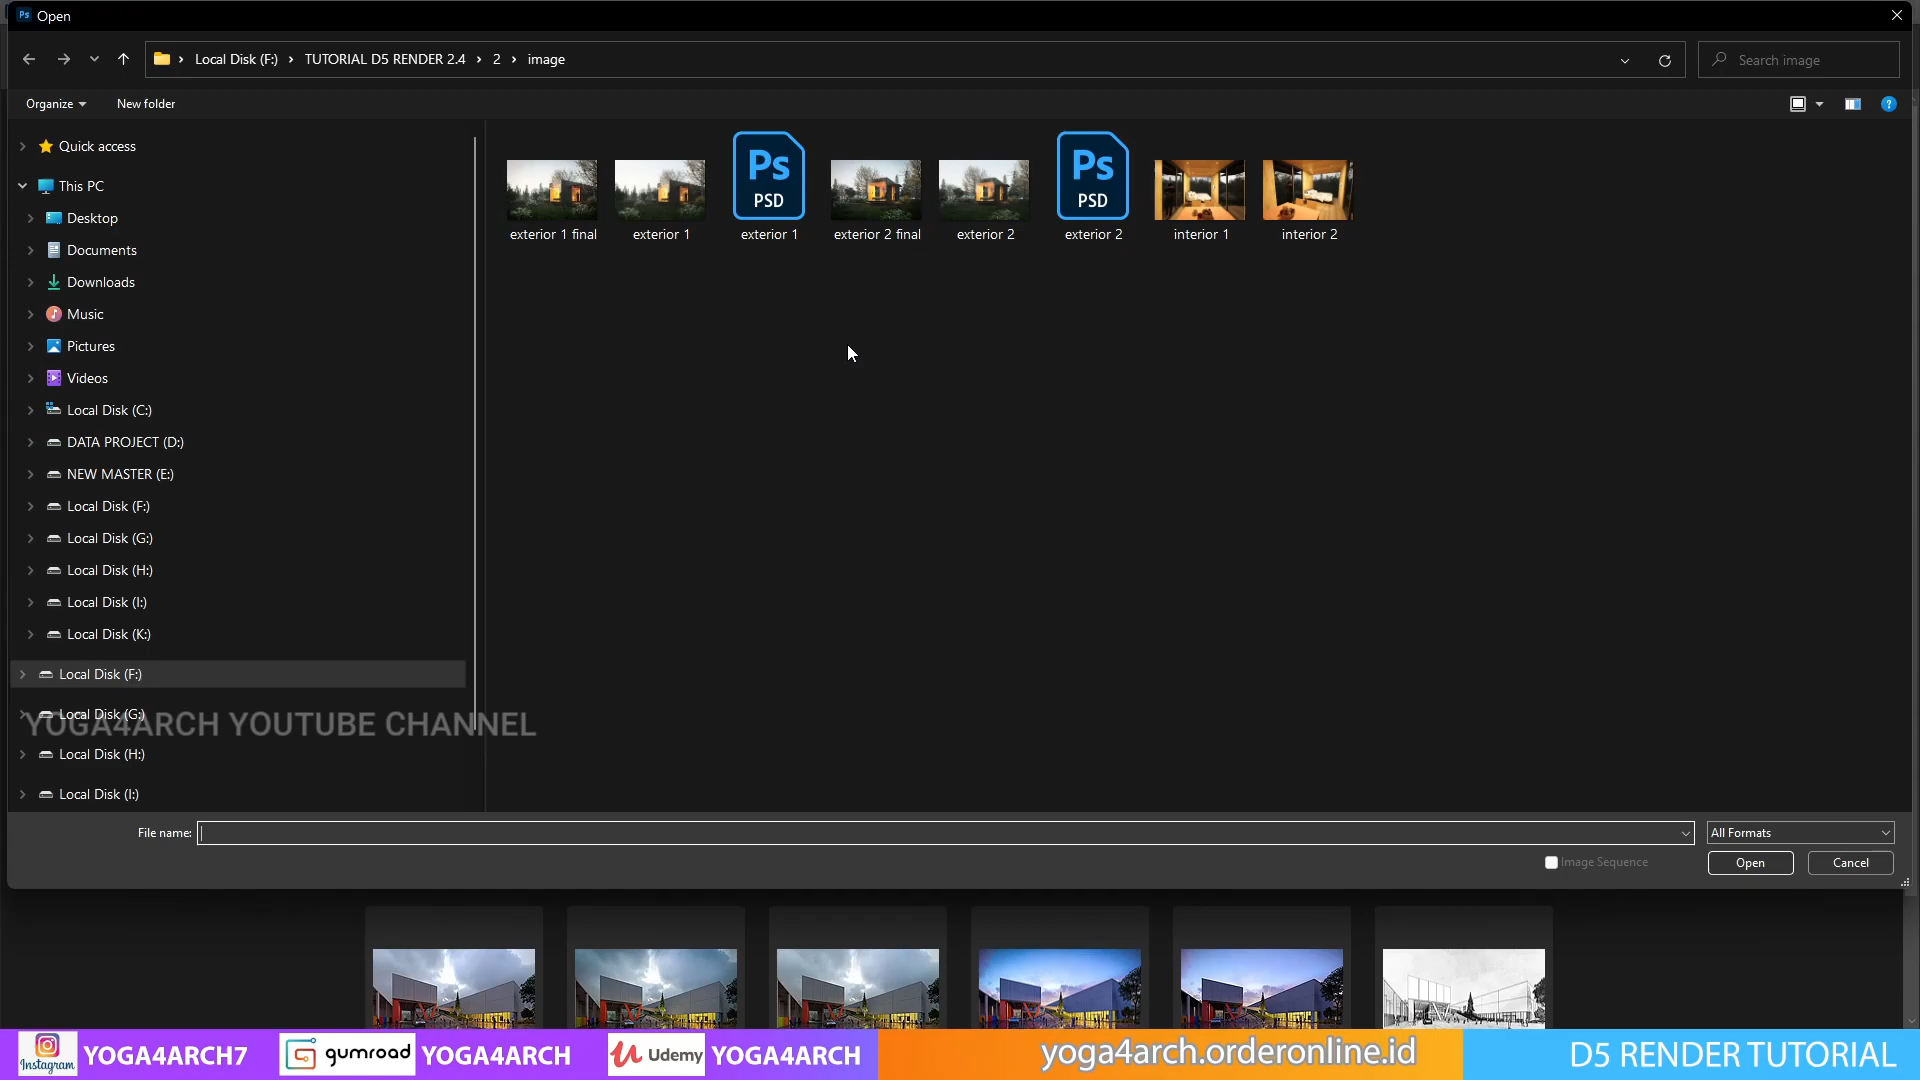 Ps Open
Local Disk (F:) › TUTORIAL D5 RENDER 2.4 › 2 › image
Search image
Organize
New folder
?
Quick access
This PC
Desktop
Documents
Downloads
Music
Pictures
Videos
Local Disk (C:)
DATA PROJECT (D:)
NEW MASTER (E:)
Local Disk (F:)
Local Disk (G:)
Local Disk (H:)
Local Disk (I:)
Local Disk (K:)
Local Disk (F:)
Local Disk (G:)
YOGA4ARCH YOUTUBE CHANNEL
Local Disk (H:)
Local Disk (I:)
Ps
PSD
Ps
PSD
exterior 1 final
exterior 1
exterior 1
exterior 2 final
exterior 2
exterior 2
interior 1
interior 2
File name:
All Formats
Image Sequence
Open
Cancel
Instagram
YOGA4ARCH7
gumroad
YOGA4ARCH
Udemy
YOGA4ARCH
yoga4arch.orderonline.id
D5 RENDER TUTORIAL